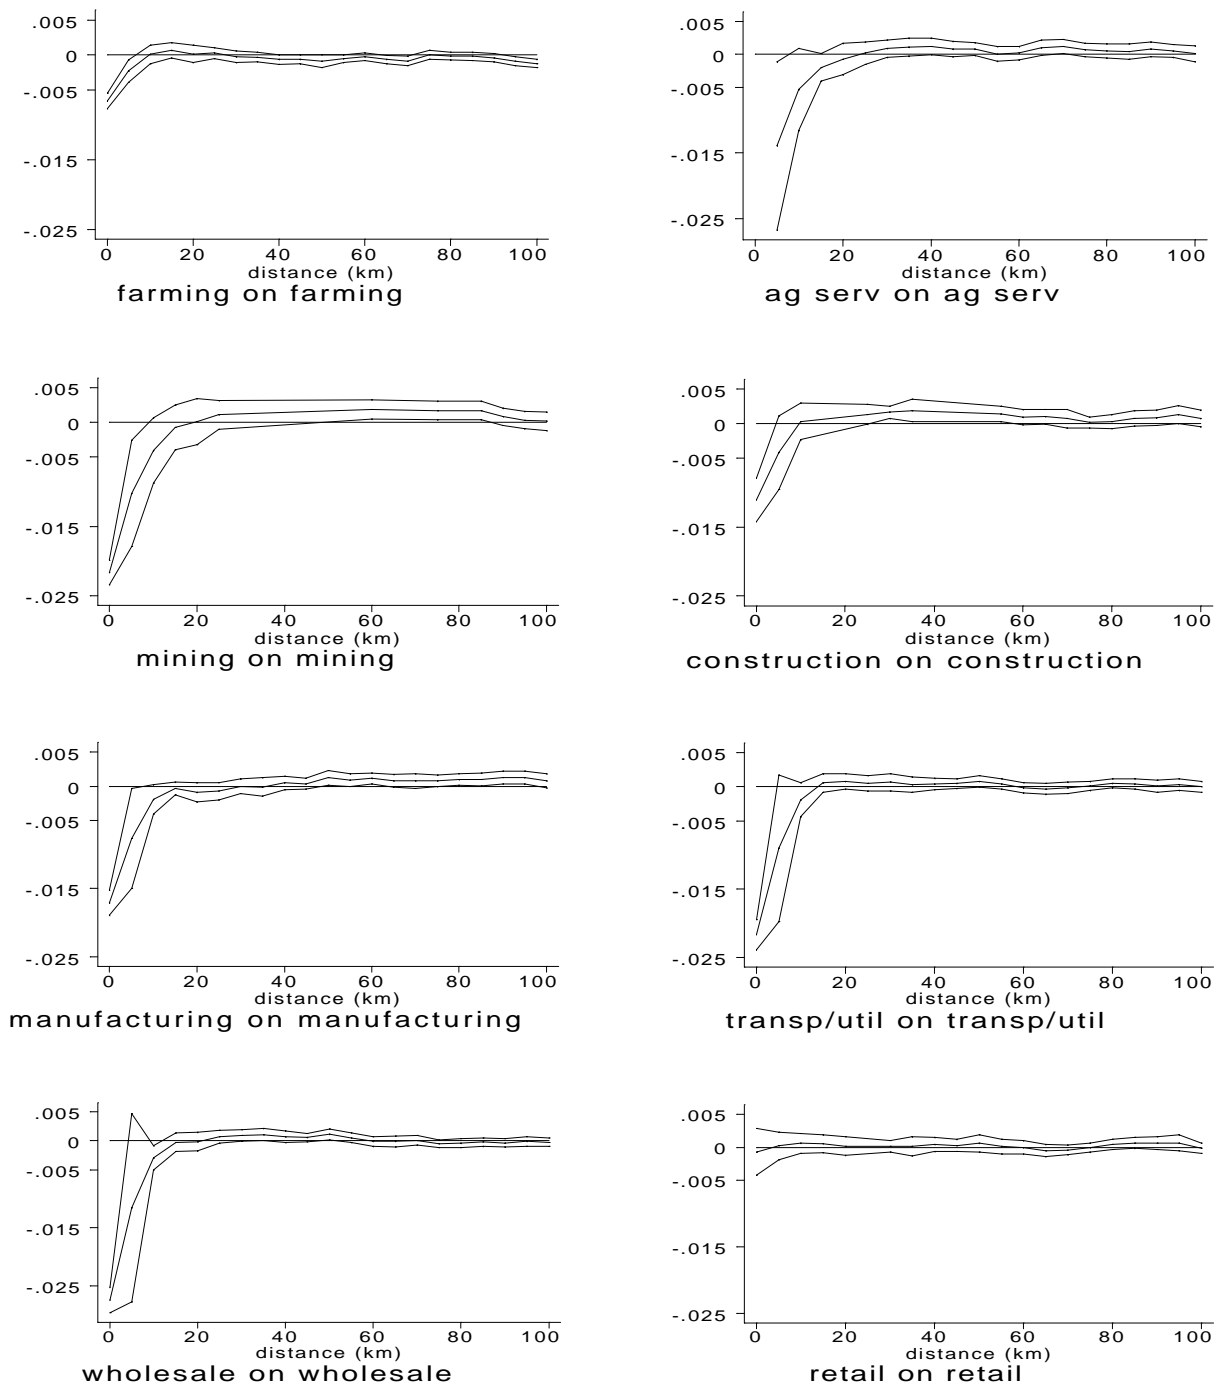 .005
0
-.005
-.015
-.025
0 20 40 60 80 100
distance (km)
farming on farming
.005
0
-.005
-.015
-.025
0 20 40 60 80 100
distance (km)
ag serv on ag serv
.005
0
-.005
-.015
-.025
0 20 40 60 80 100
distance (km)
mining on mining
.005
0
-.005
-.015
-.025
0 20 40 60 80 100
distance (km)
construction on construction
.005
0
-.005
-.015
-.025
0 20 40 60 80 100
distance (km)
manufacturing on manufacturing
.005
0
-.005
-.015
-.025
0 20 40 60 80 100
distance (km)
transp/util on transp/util
.005
0
-.005
-.015
-.025
0 20 40 60 80 100
distance (km)
wholesale on wholesale
.005
0
-.005
-.015
-.025
0 20 40 60 80 100
distance (km)
retail on retail